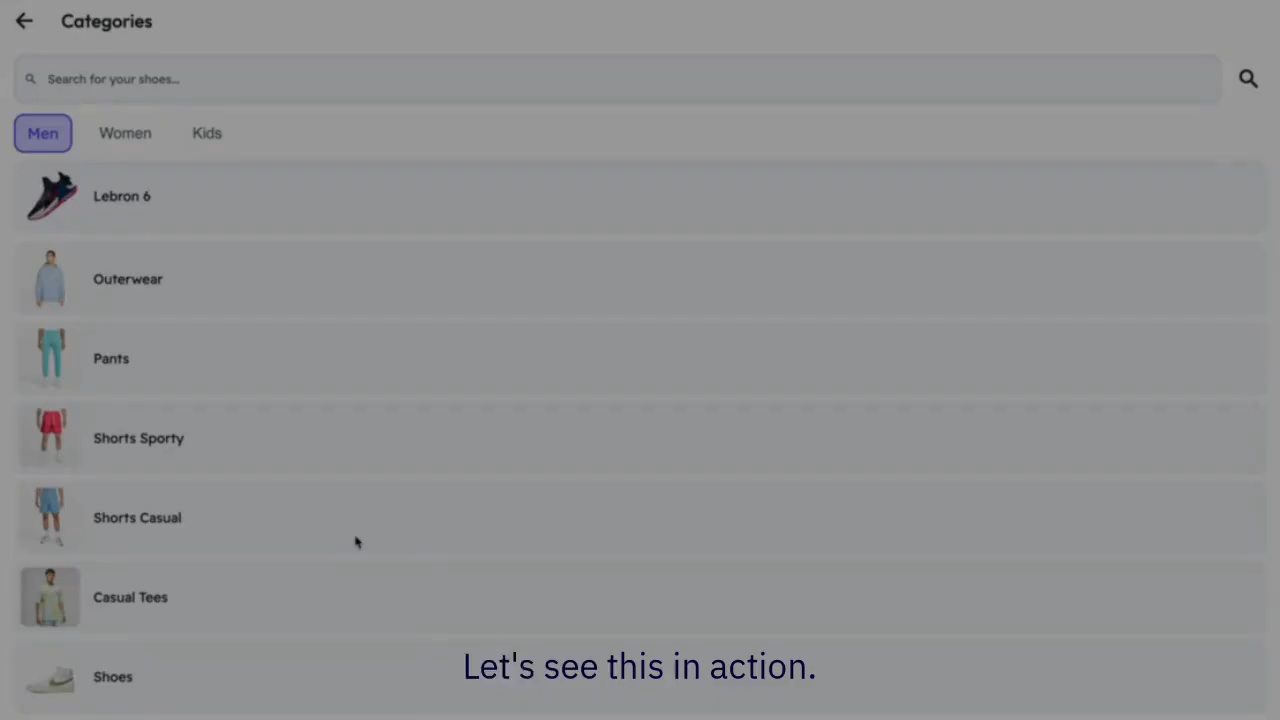 Categories
Search for your shoes...
Men
Women
Kids
Lebron 6
Outerwear
Pants
Shorts Sporty
Shorts Casual
Casual Tees
Shoes
Let's see this in action.